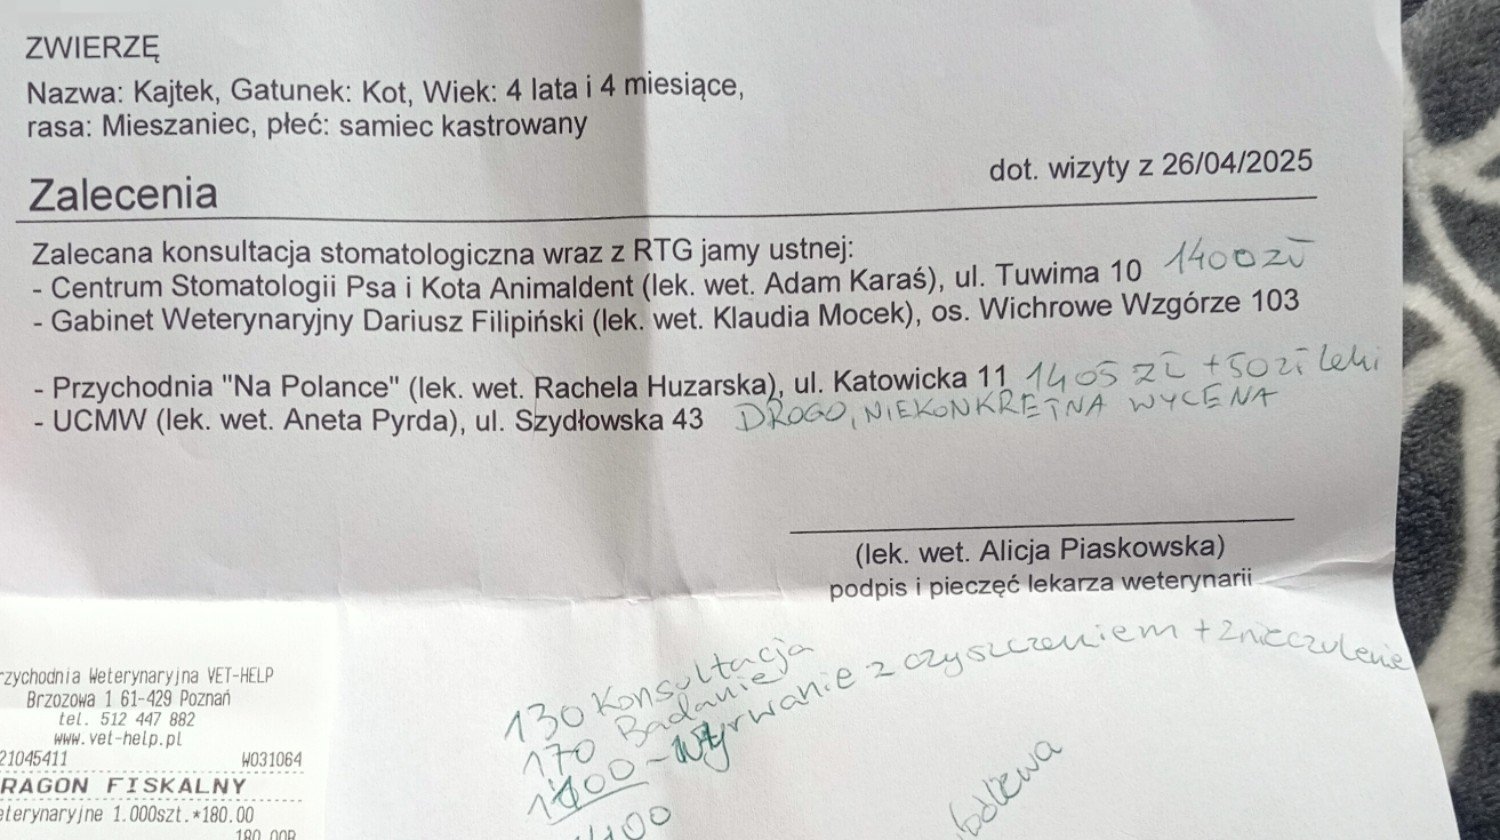 ZWIERZĘ
Nazwa: Kajtek, Gatunek: Kot, Wiek: 4 lata i 4 miesiące,
rasa: Mieszaniec, płeć: samiec kastrowany
dot. wizyty z 26/04/2025
Zalecenia
Zalecana konsultacja stomatologiczna wraz z RTG jamy ustnej:
- Centrum Stomatologii Psa i Kota Animaldent (lek. wet. Adam Karaś), ul. Tuwima 10 1400 zł
- Gabinet Weterynaryjny Dariusz Filipiński (lek. wet. Klaudia Mocek), os. Wichrowe Wzgórze 103
- Przychodnia "Na Polance" (lek. wet. Rachela Huzarska), ul. Katowicka 11 1405 zł + 50 zł leki
- UCMW (lek. wet. Aneta Pyrda), ul. Szydłowska 43 DROGO, NIEKONKRETNA WYCENA
(lek. wet. Alicja Piaskowska)
podpis i pieczęć lekarza weterynarii
130 Konsultacja
170 Badanie
1100 - wyrwanie z czyszczeniem + znieczulenie
1400
rzychodnia Weterynaryjna VET-HELP
Brzozowa 1 61-429 Poznań
tel. 512 447 882
www.vet-help.pl
21045411 W031064
RAGON FISKALNY
eterynaryjne 1.000szt.*180.00
180.00B